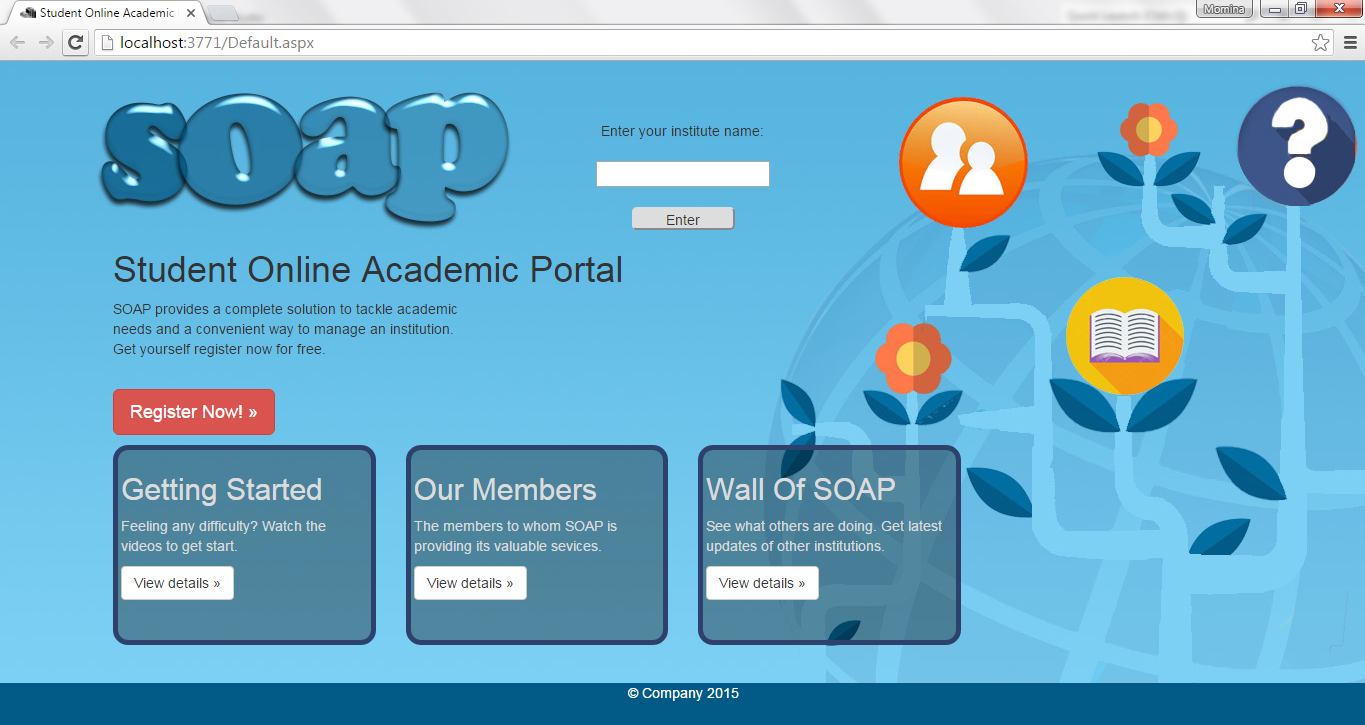 Student Online Academic
Momina
localhost:3771/Default.aspx
soap
Enter your institute name:
Enter
Student Online Academic Portal
SOAP provides a complete solution to tackle academic
needs and a convenient way to manage an institution.
Get yourself register now for free.
Register Now! »
Getting Started
Feeling any difficulty? Watch the
videos to get start.
View details »
Our Members
The members to whom SOAP is
providing its valuable sevices.
View details »
Wall Of SOAP
See what others are doing. Get latest
updates of other institutions.
View details »
?
© Company 2015